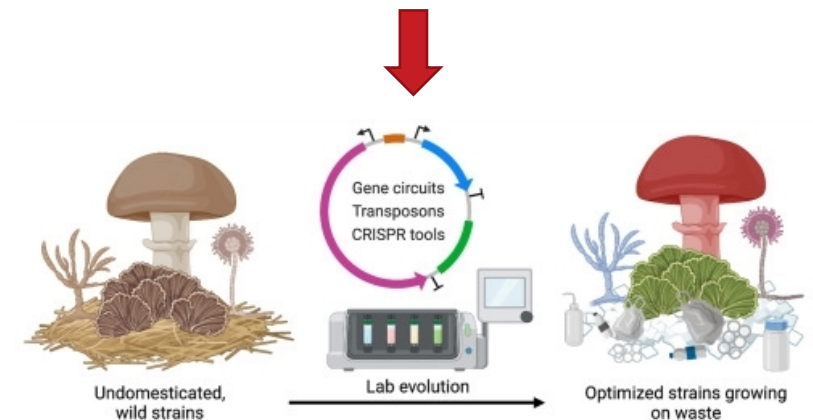 Gene circuits
Transposons
CRISPR tools
Undomesticated,
wild strains
Lab evolution
Optimized strains growing
on waste